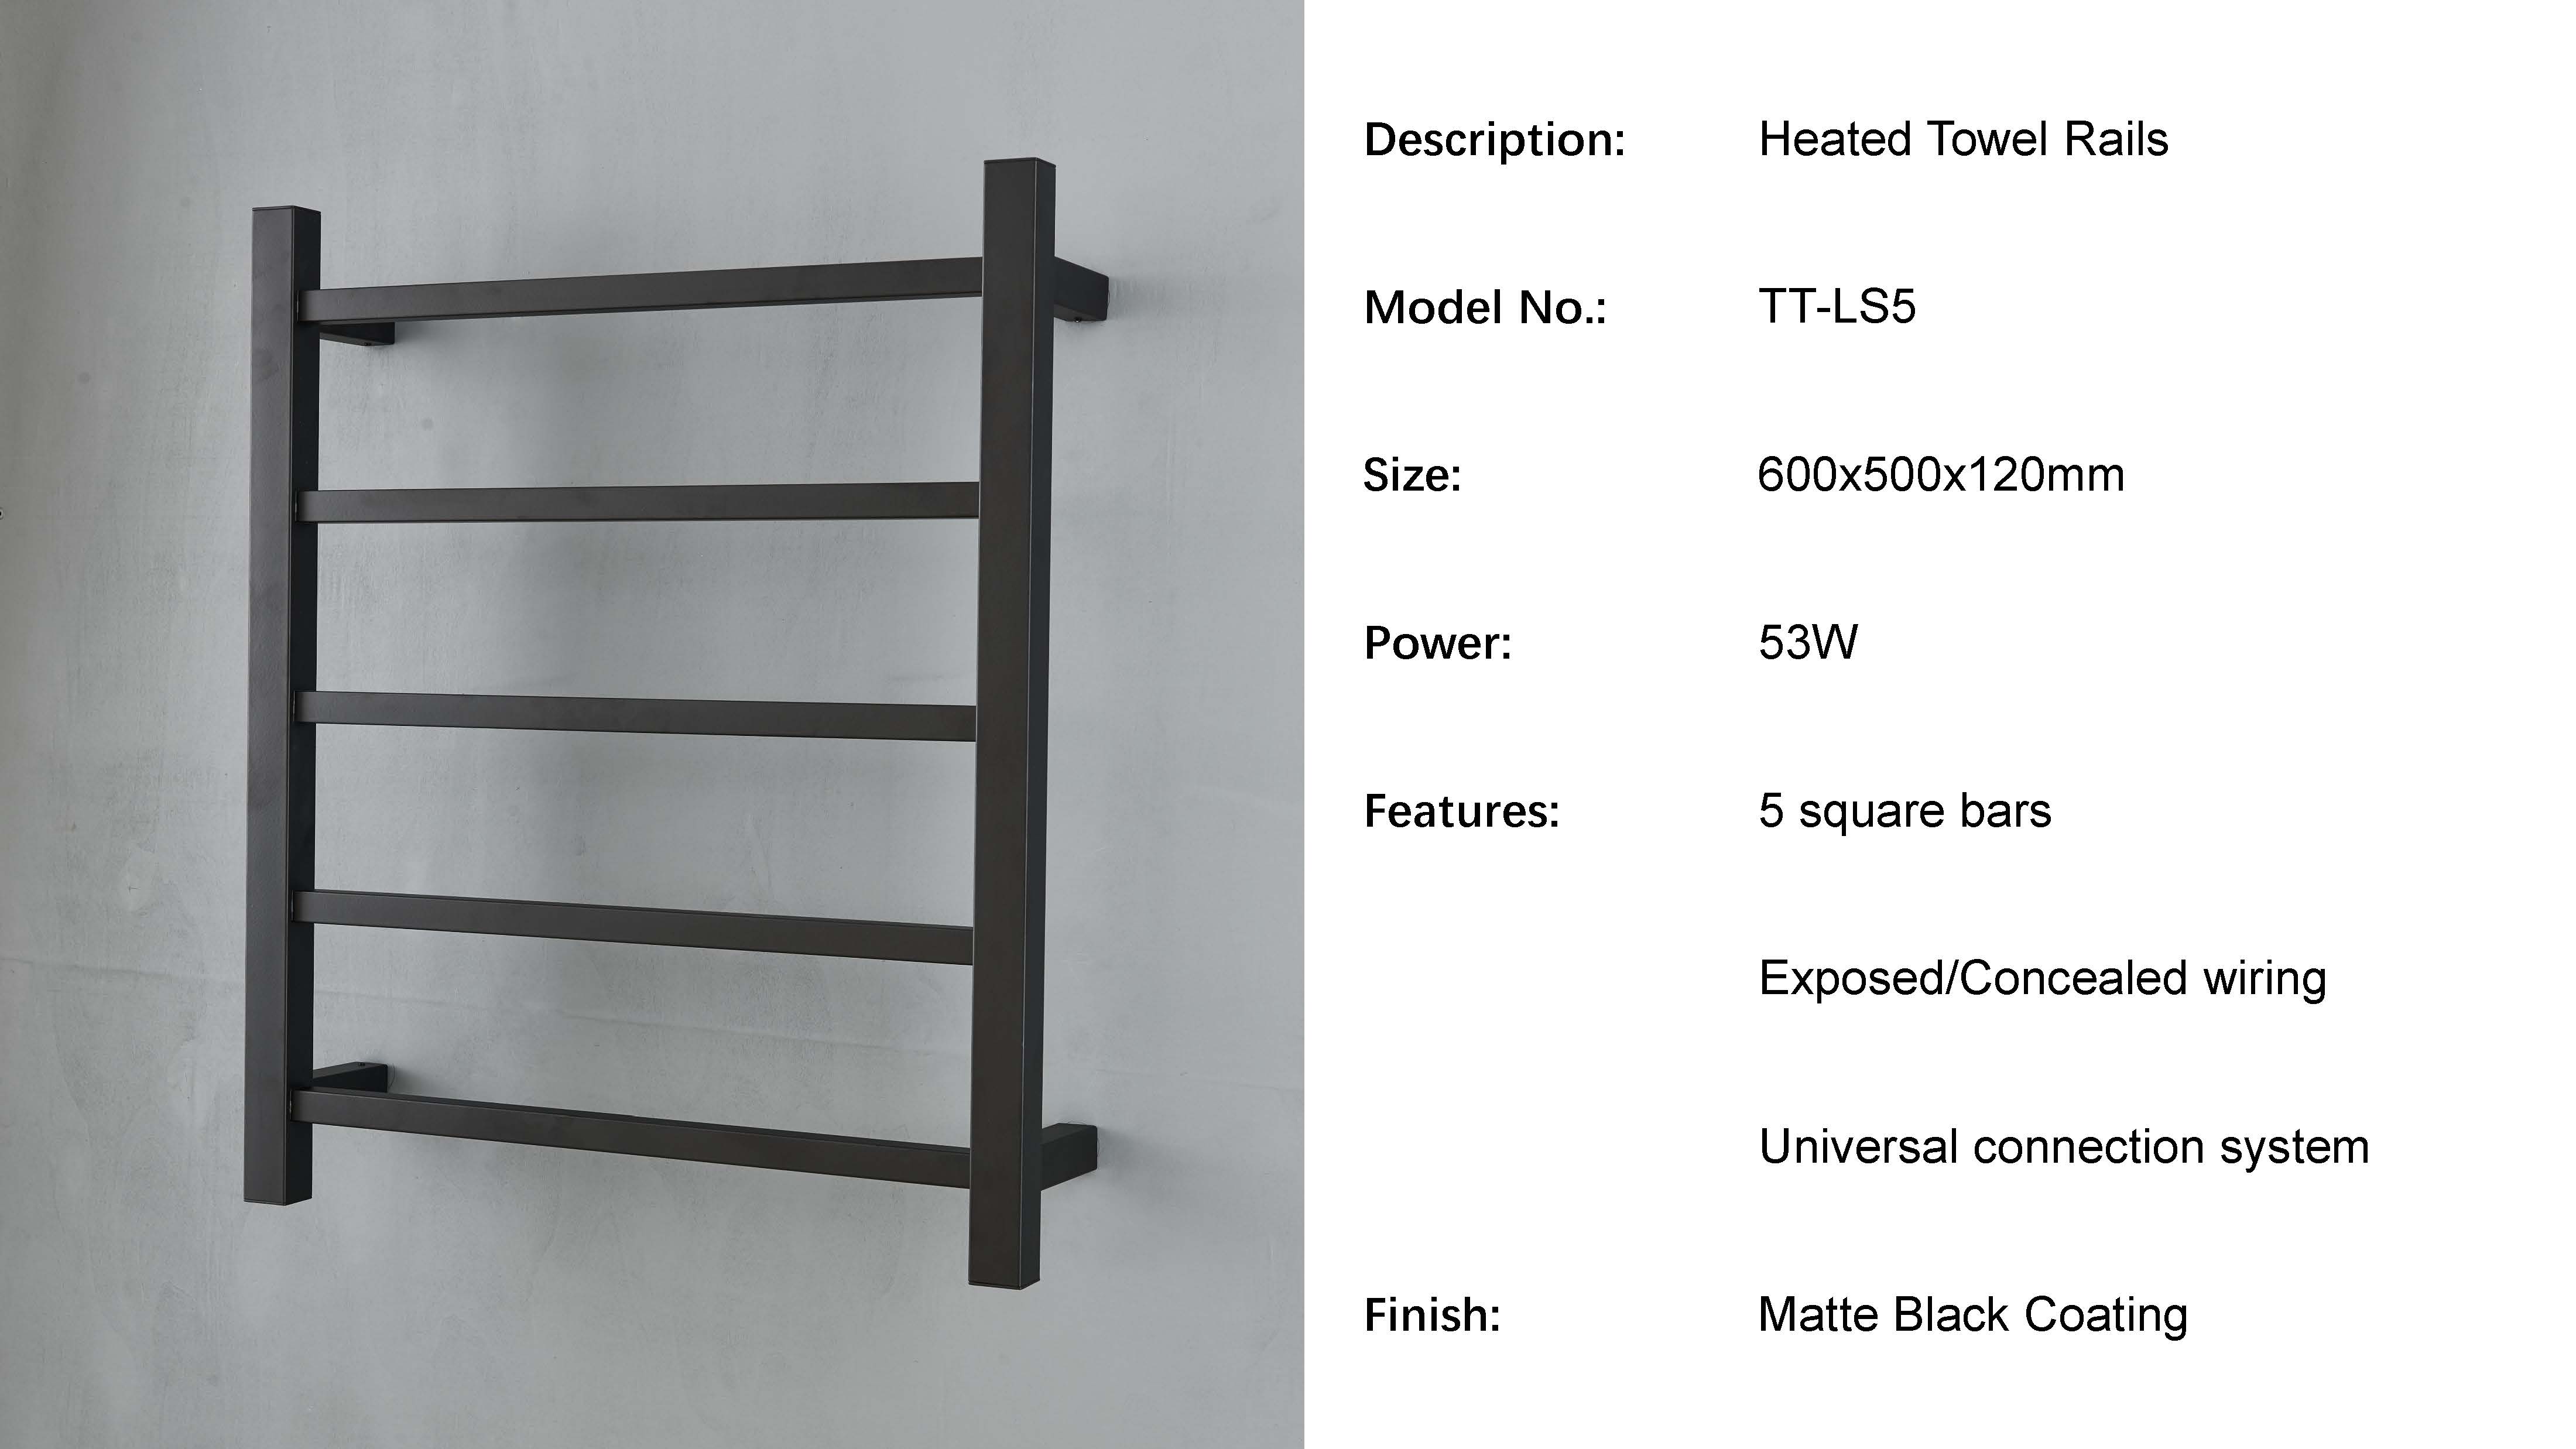 Description: Heated Towel Rails
Model No.: TT-LS5
Size: 600x500x120mm
Power: 53W
Features: 5 square bars
Exposed/Concealed wiring
Universal connection system
Finish: Matte Black Coating